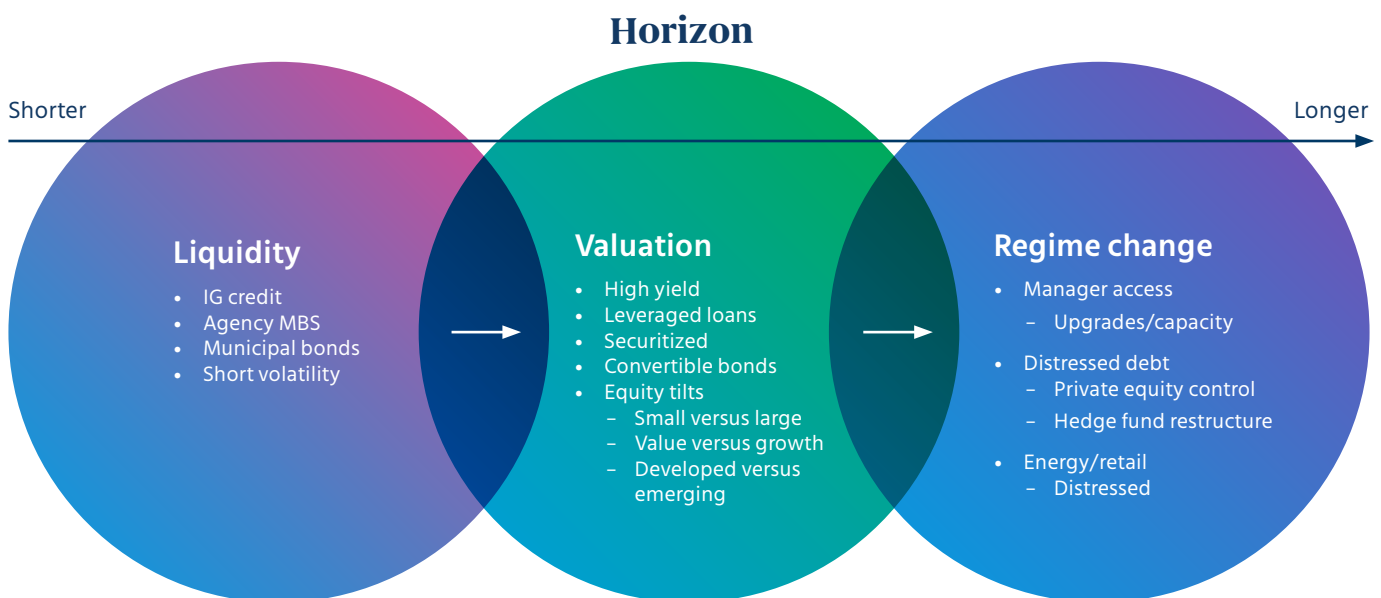 Horizon
Shorter
Longer
Liquidity
• IG credit
• Agency MBS
• Municipal bonds
• Short volatility
Valuation
• High yield
• Leveraged loans
• Securitized
• Convertible bonds
• Equity tilts
– Small versus large
– Value versus growth
– Developed versus
emerging
Regime change
• Manager access
– Upgrades/capacity
• Distressed debt
– Private equity control
– Hedge fund restructure
• Energy/retail
– Distressed